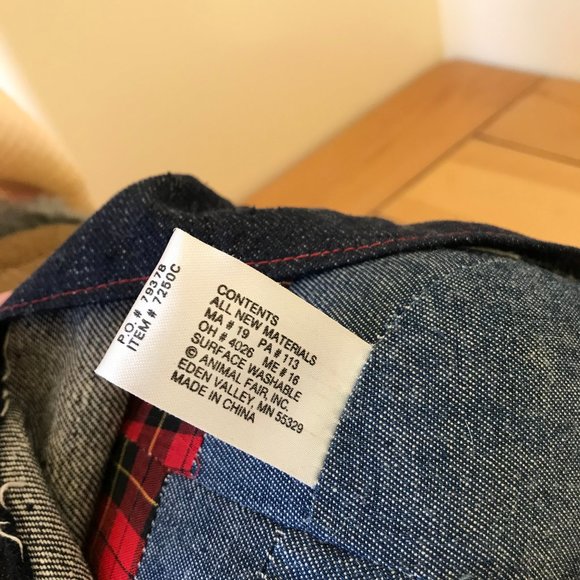 P.O. # 79378
ITEM # 7250C
CONTENTS
ALL NEW MATERIALS
MA # 19 PA # 113
OH # 4026 ME # 16
SURFACE WASHABLE
© ANIMAL FAIR, INC.
EDEN VALLEY, MN 55329
MADE IN CHINA